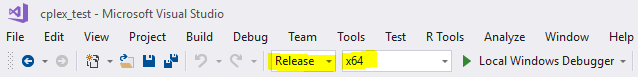 cplex_test - Microsoft Visual Studio
File Edit View Project Build Debug Team Tools Test R Tools Analyze Window Help
Release x64 Local Windows Debugger